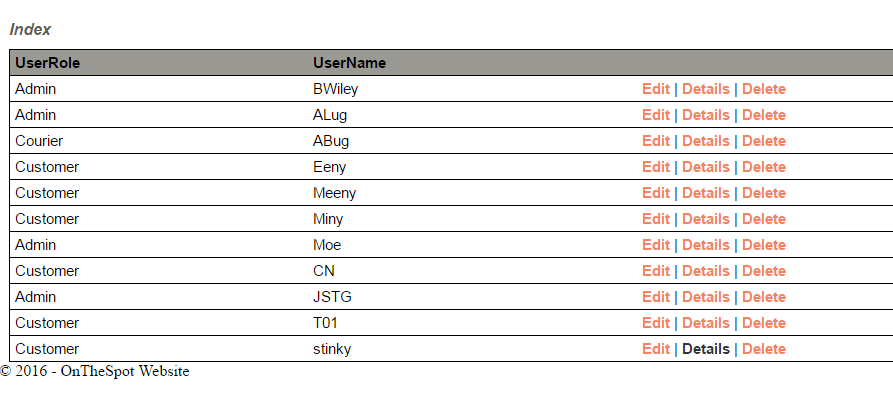 Index
UserRole UserName
Admin BWiley Edit | Details | Delete
Admin ALug Edit | Details | Delete
Courier ABug Edit | Details | Delete
Customer Eeny Edit | Details | Delete
Customer Meeny Edit | Details | Delete
Customer Miny Edit | Details | Delete
Admin Moe Edit | Details | Delete
Customer CN Edit | Details | Delete
Admin JSTG Edit | Details | Delete
Customer T01 Edit | Details | Delete
Customer stinky Edit | Details | Delete
© 2016 - OnTheSpot Website